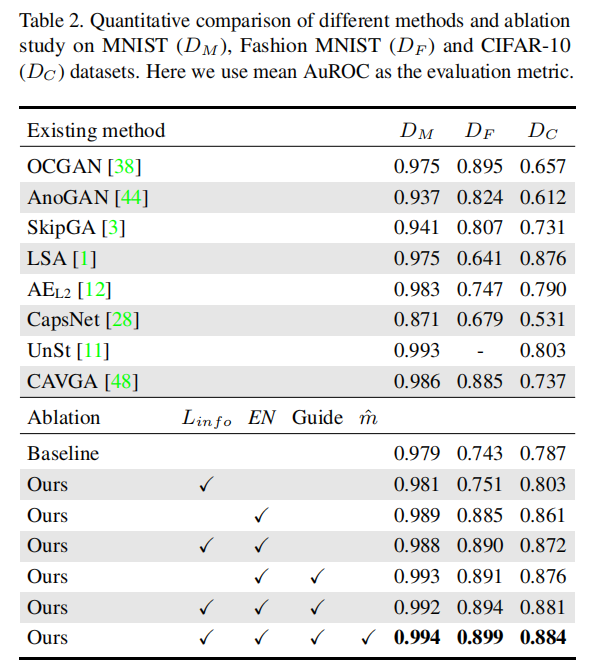 Table 2. Quantitative comparison of different methods and ablation
study on MNIST (D_M), Fashion MNIST (D_F) and CIFAR-10
(D_C) datasets. Here we use mean AuROC as the evaluation metric.
Existing method D_M D_F D_C
OCGAN [38] 0.975 0.895 0.657
AnoGAN [44] 0.937 0.824 0.612
SkipGA [3] 0.941 0.807 0.731
LSA [1] 0.975 0.641 0.876
AE_L2 [12] 0.983 0.747 0.790
CapsNet [28] 0.871 0.679 0.531
UnSt [11] 0.993 - 0.803
CAVGA [48] 0.986 0.885 0.737
Ablation L_info EN Guide m̂
Baseline 0.979 0.743 0.787
Ours ✓ 0.981 0.751 0.803
Ours ✓ 0.989 0.885 0.861
Ours ✓ ✓ 0.988 0.890 0.872
Ours ✓ ✓ 0.993 0.891 0.876
Ours ✓ ✓ ✓ 0.992 0.894 0.881
Ours ✓ ✓ ✓ ✓ 0.994 0.899 0.884